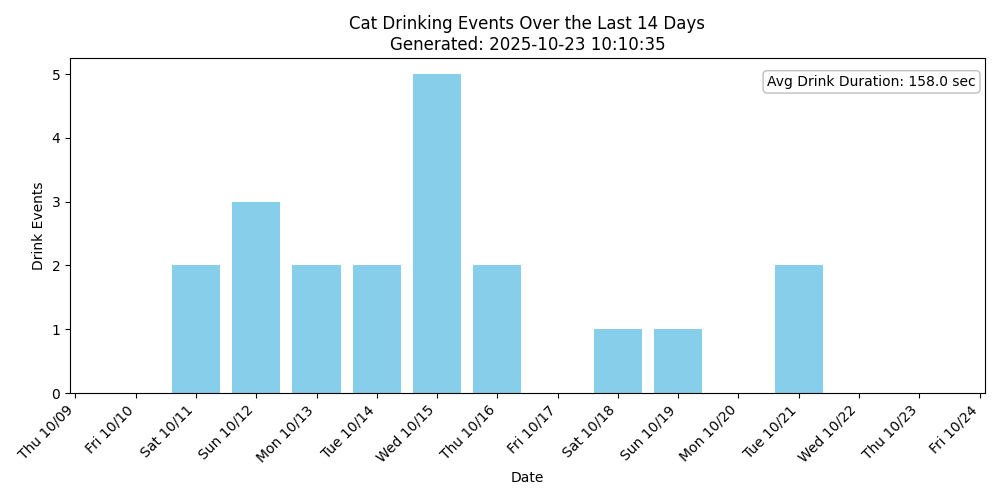 Cat Drinking Events Over the Last 14 Days
Generated: 2025-10-23 10:10:35
Avg Drink Duration: 158.0 sec
Drink Events
5
4
3
2
1
0
Thu 10/09
Fri 10/10
Sat 10/11
Sun 10/12
Mon 10/13
Tue 10/14
Wed 10/15
Thu 10/16
Fri 10/17
Sat 10/18
Sun 10/19
Mon 10/20
Tue 10/21
Wed 10/22
Thu 10/23
Fri 10/24
Date